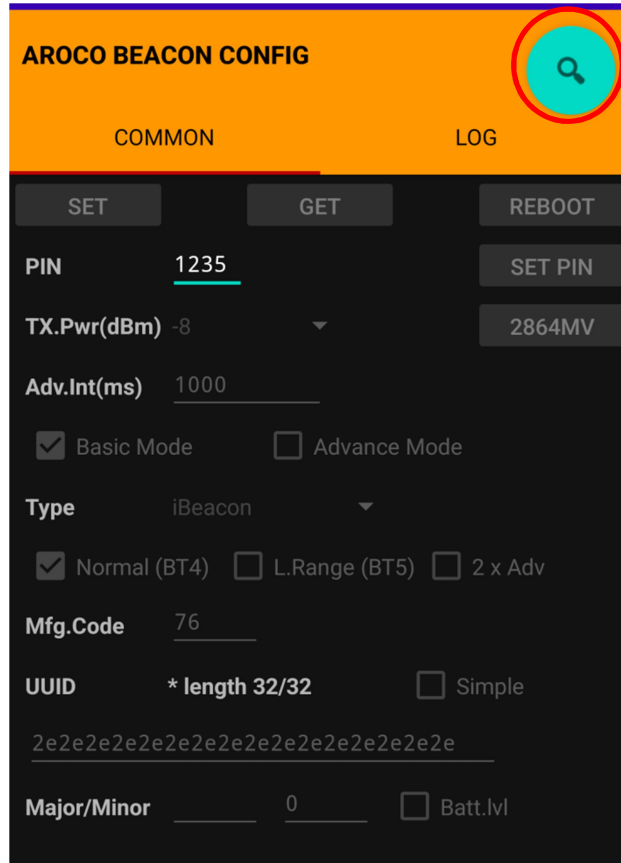 AROCO BEACON CONFIG
COMMON LOG
SET GET REBOOT
PIN 1235 SET PIN
TX.Pwr(dBm) -8 2864MV
Adv.Int(ms) 1000
Basic Mode Advance Mode
Type iBeacon
Normal (BT4) L.Range (BT5) 2 x Adv
Mfg.Code 76
UUID * length 32/32 Simple
2e2e2e2e2e2e2e2e2e2e2e2e2e2e2e2e
Major/Minor 0 Batt.lvl